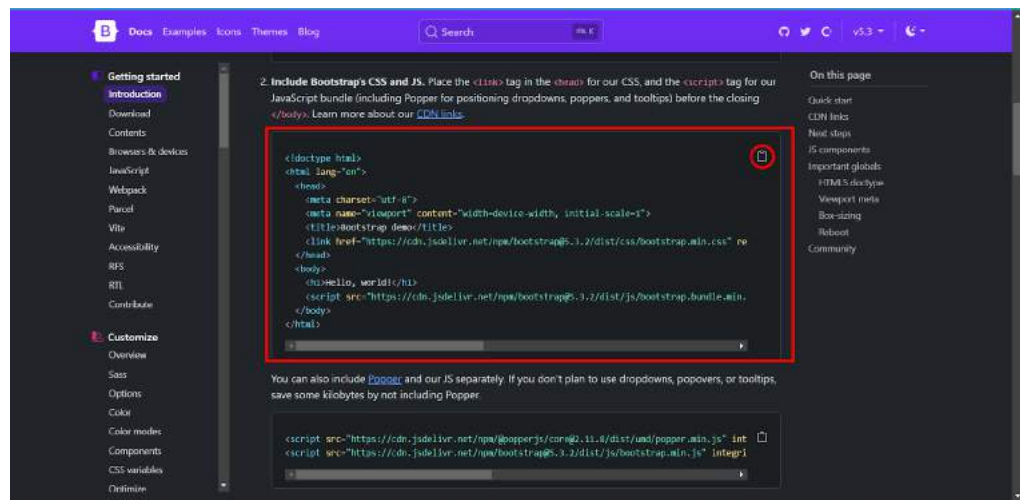 B Docs Examples Icons Themes Blog
Search
v5.3
Getting started
Introduction
Download
Contents
Browsers & devices
JavaScript
Webpack
Parcel
Vite
Accessibility
RFS
RTL
Contribute
Customize
Overview
Sass
Options
Color
Color modes
Components
CSS variables
Optimize
2. Include Bootstrap's CSS and JS. Place the <link> tag in the <head> for our CSS, and the <script> tag for our
JavaScript bundle (including Popper for positioning dropdowns, poppers, and tooltips) before the closing
</body>. Learn more about our CDN links.
<!doctype html>
<html lang="en">
<head>
<meta charset="utf-8">
<meta name="viewport" content="width=device-width, initial-scale=1">
<title>Bootstrap demo</title>
<link href="https://cdn.jsdelivr.net/npm/bootstrap@5.3.2/dist/css/bootstrap.min.css" re
</head>
<body>
<h1>Hello, world!</h1>
<script src="https://cdn.jsdelivr.net/npm/bootstrap@5.3.2/dist/js/bootstrap.bundle.min.
</body>
</html>
You can also include Popper and our JS separately. If you don't plan to use dropdowns, popovers, or tooltips,
save some kilobytes by not including Popper.
<script src="https://cdn.jsdelivr.net/npm/@popperjs/core@2.11.8/dist/umd/popper.min.js" int
<script src="https://cdn.jsdelivr.net/npm/bootstrap@5.3.2/dist/js/bootstrap.min.js" integri
On this page
Quick start
CDN links
Next steps
JS components
Important globals
HTML5 doctype
Viewport meta
Box-sizing
Reboot
Community